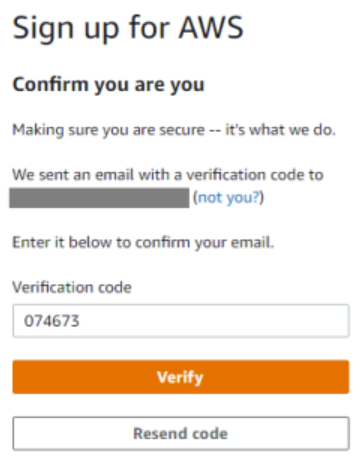 Sign up for AWS
Confirm you are you
Making sure you are secure -- it's what we do.
We sent an email with a verification code to
(not you?)
Enter it below to confirm your email.
Verification code
074673
Verify
Resend code